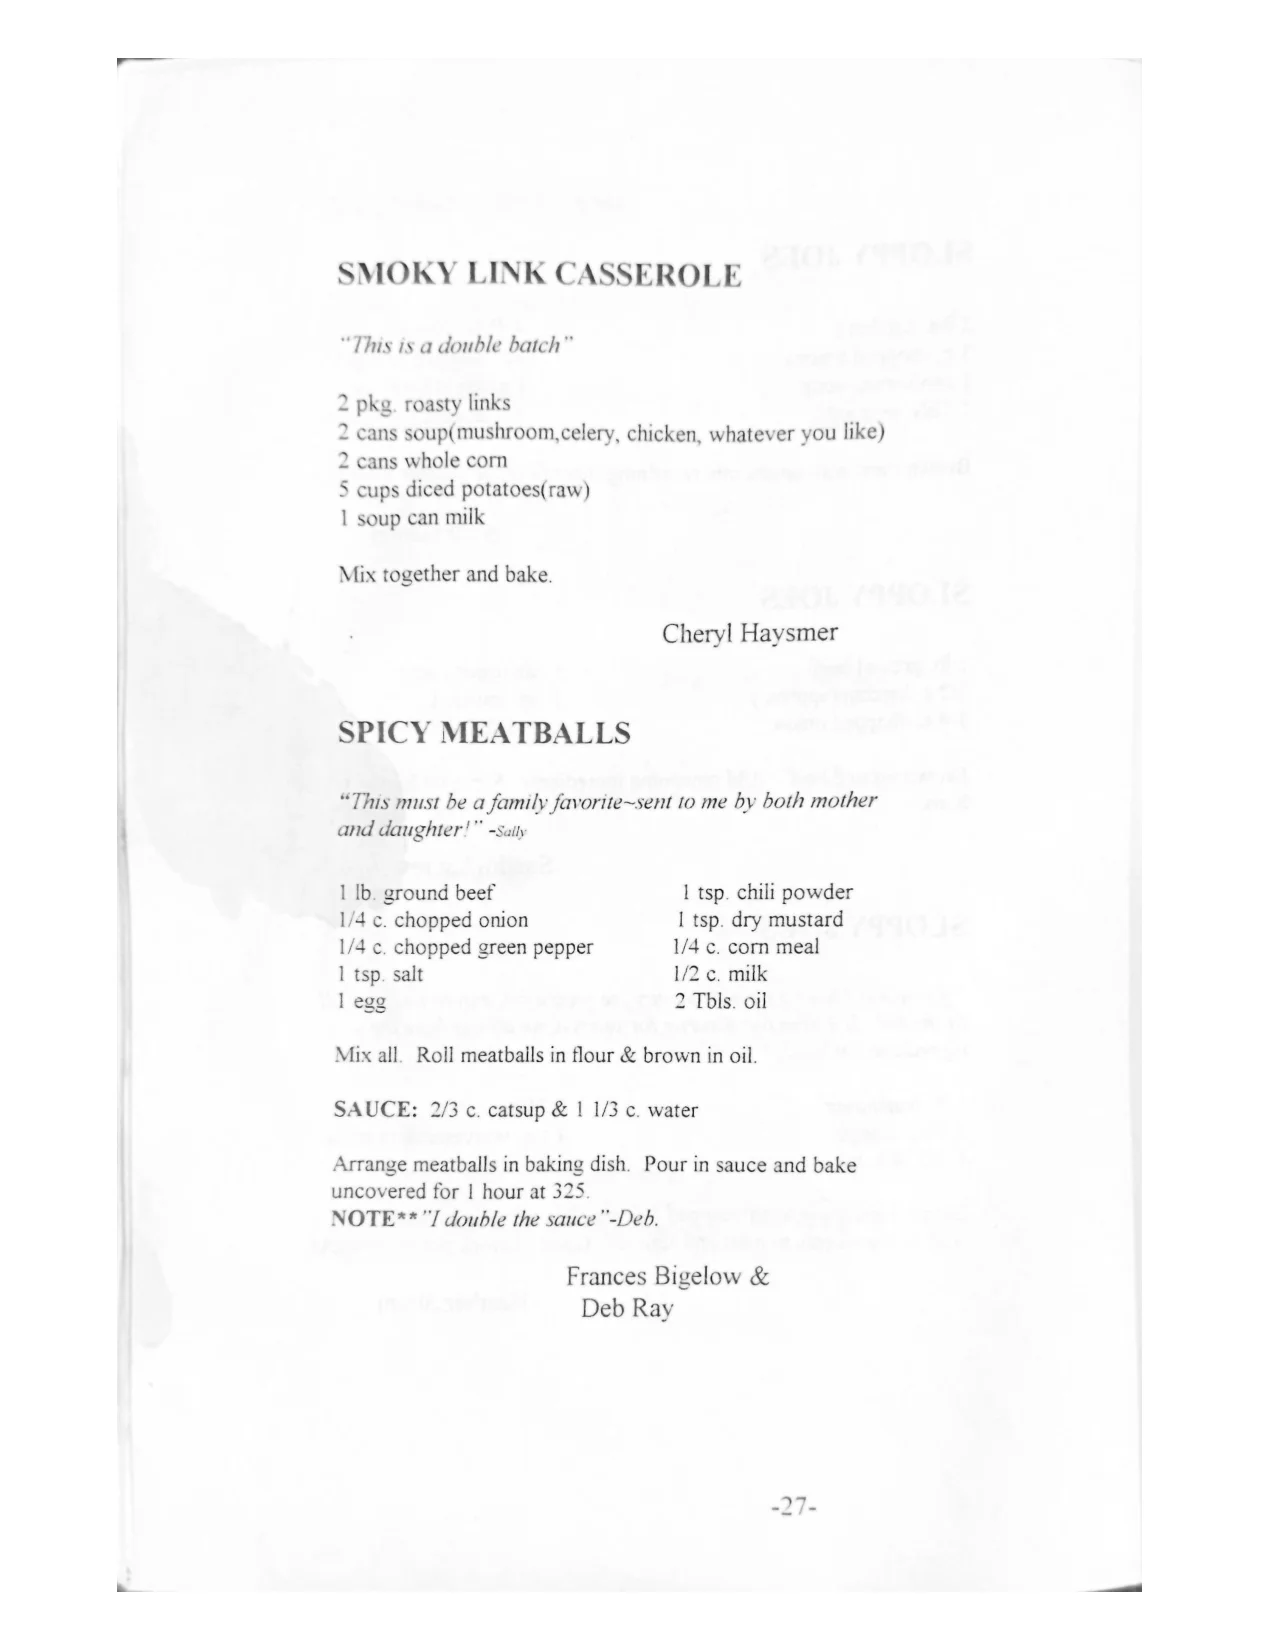 SMOKY LINK CASSEROLE
"This is a double batch"
2 pkg. roasty links
2 cans soup(mushroom,celery, chicken, whatever you like)
2 cans whole corn
5 cups diced potatoes(raw)
1 soup can milk
Mix together and bake.
Cheryl Haysmer
SPICY MEATBALLS
"This must be a family favorite~sent to me by both mother
and daughter!" -Sally
1 lb. ground beef 1 tsp. chili powder
1/4 c. chopped onion 1 tsp. dry mustard
1/4 c. chopped green pepper 1/4 c. corn meal
1 tsp. salt 1/2 c. milk
1 egg 2 Tbls. oil
Mix all. Roll meatballs in flour & brown in oil.
SAUCE: 2/3 c. catsup & 1 1/3 c. water
Arrange meatballs in baking dish. Pour in sauce and bake
uncovered for 1 hour at 325.
NOTE** "I double the sauce"-Deb.
Frances Bigelow &
Deb Ray
-27-